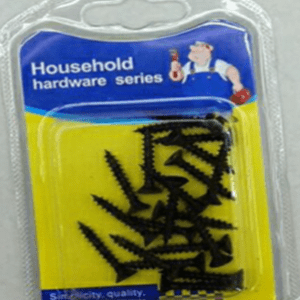 Household
hardware series
Simplicity. quality.